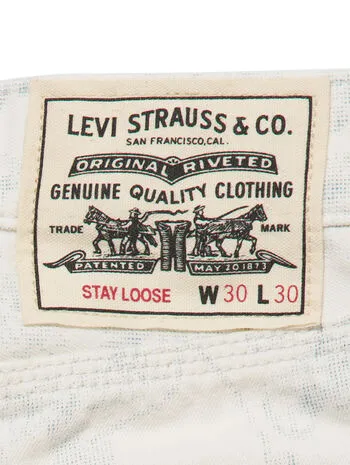 LEVI STRAUSS & CO.
SAN FRANCISCO, CAL.
ORIGINAL RIVETED
GENUINE QUALITY CLOTHING
TRADE MARK
PATENTED MAY 20 1873
STAY LOOSE W 30 L 30